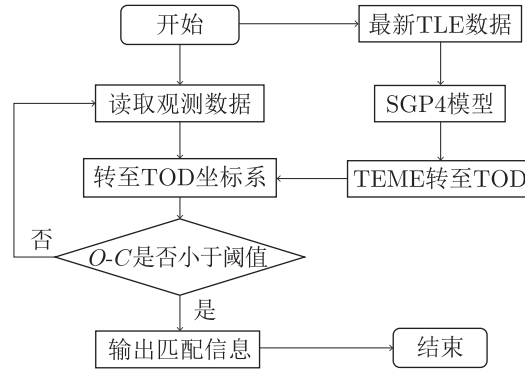 开始
最新TLE数据
读取观测数据
SGP4模型
转至TOD坐标系
TEME转至TOD
否
O-C是否小于阈值
是
输出匹配信息
结束